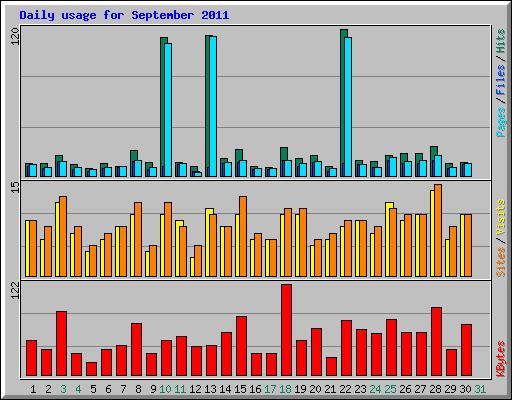 Daily usage for September 2011
120
Pages / Files / Hits
15
Sites / Visits
122
KBytes
1 2 3 4 5 6 7 8 9 10 11 12 13 14 15 16 17 18 19 20 21 22 23 24 25 26 27 28 29 30 31